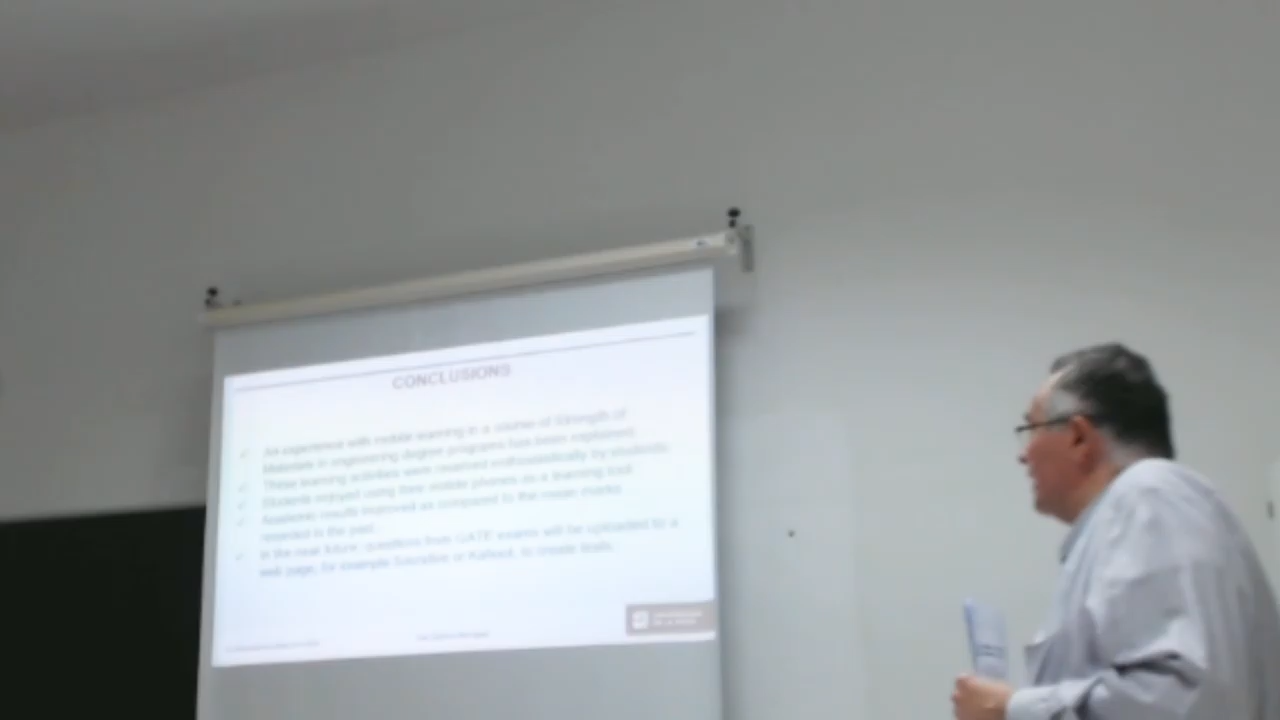 CONCLUSIONS
An experience with mobile learning in a course of Strength of
Materials in engineering degree programs has been explained.
These learning activities were received enthusiastically by students.
Students enjoyed using their mobile phones as a learning tool.
Academic results improved as compared to the mean marks
in the past.
In the near future, questions from GATE exams will be uploaded to a
web page, for example Socrative or Kahoot, to create tests.